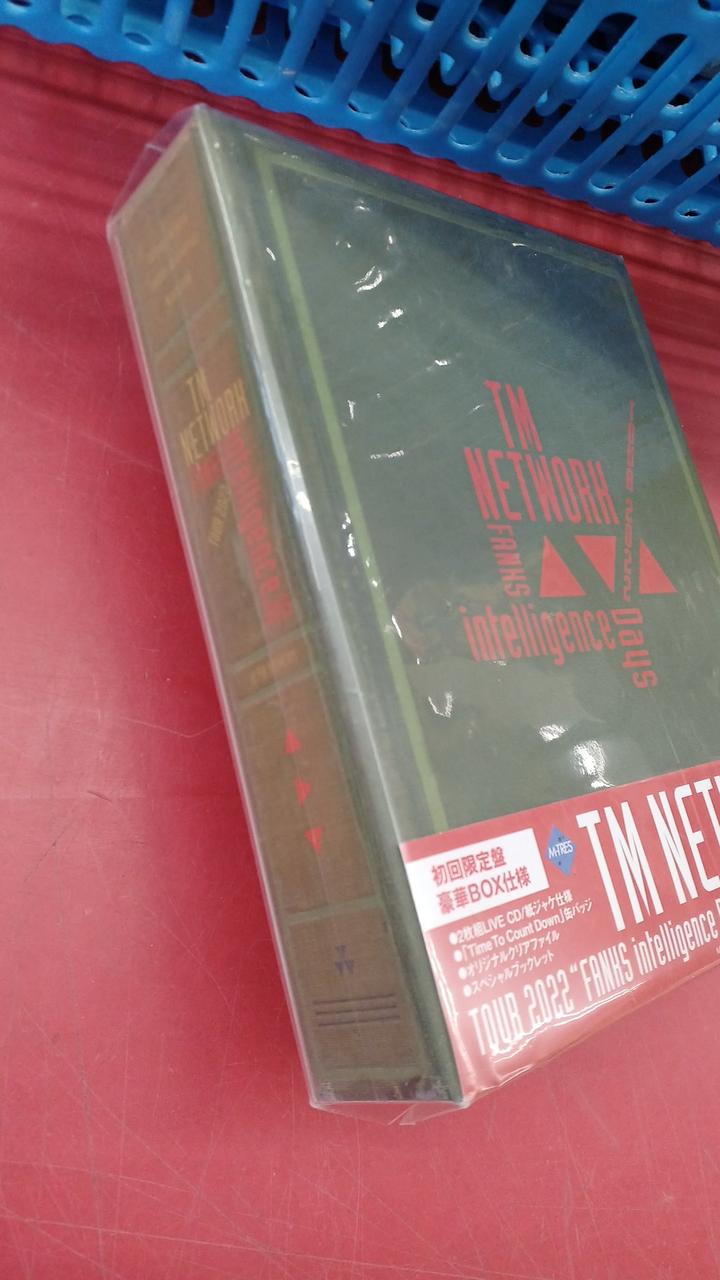 TM
NETWORK
TOUR 2022
intelligence
TM
NETWORK
FANKS
intelligence
Days
初回限定盤
豪華BOX仕様
M-TRES
●2枚組LIVE CD/紙ジャケ仕様
●「Time To Count Down」缶バッジ
●オリジナルクリアファイル
●スペシャルブックレット
TM NET
TOUR 2022 "FANKS intelligence